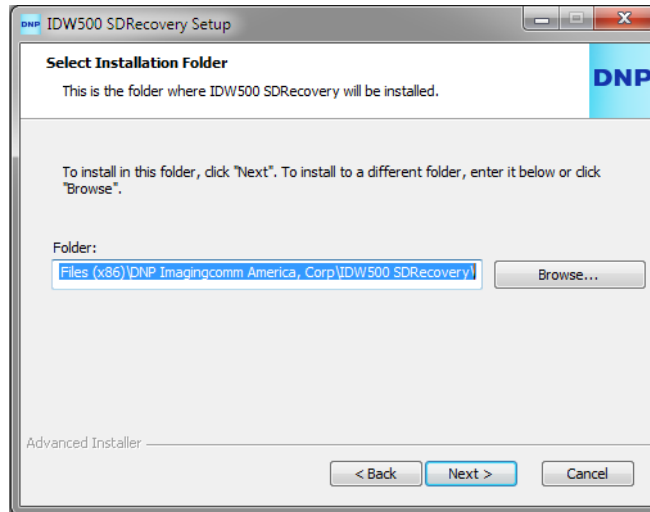 DNP IDW500 SDRecovery Setup
Select Installation Folder
This is the folder where IDW500 SDRecovery will be installed.
DNP
To install in this folder, click "Next". To install to a different folder, enter it below or click
"Browse".
Folder:
Files (x86)\DNP Imagingcomm America, Corp\IDW500 SDRecovery\
Browse...
Advanced Installer
< Back
Next >
Cancel